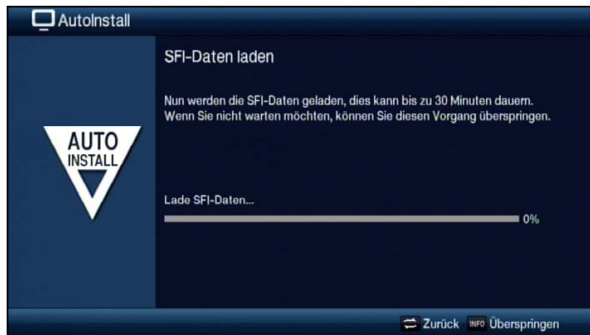 AutoInstall
SFI-Daten laden
Nun werden die SFI-Daten geladen, dies kann bis zu 30 Minuten dauern.
Wenn Sie nicht warten möchten, können Sie diesen Vorgang überspringen.
AUTO
INSTALL
Lade SFI-Daten...
0%
Zurück INFO Überspringen